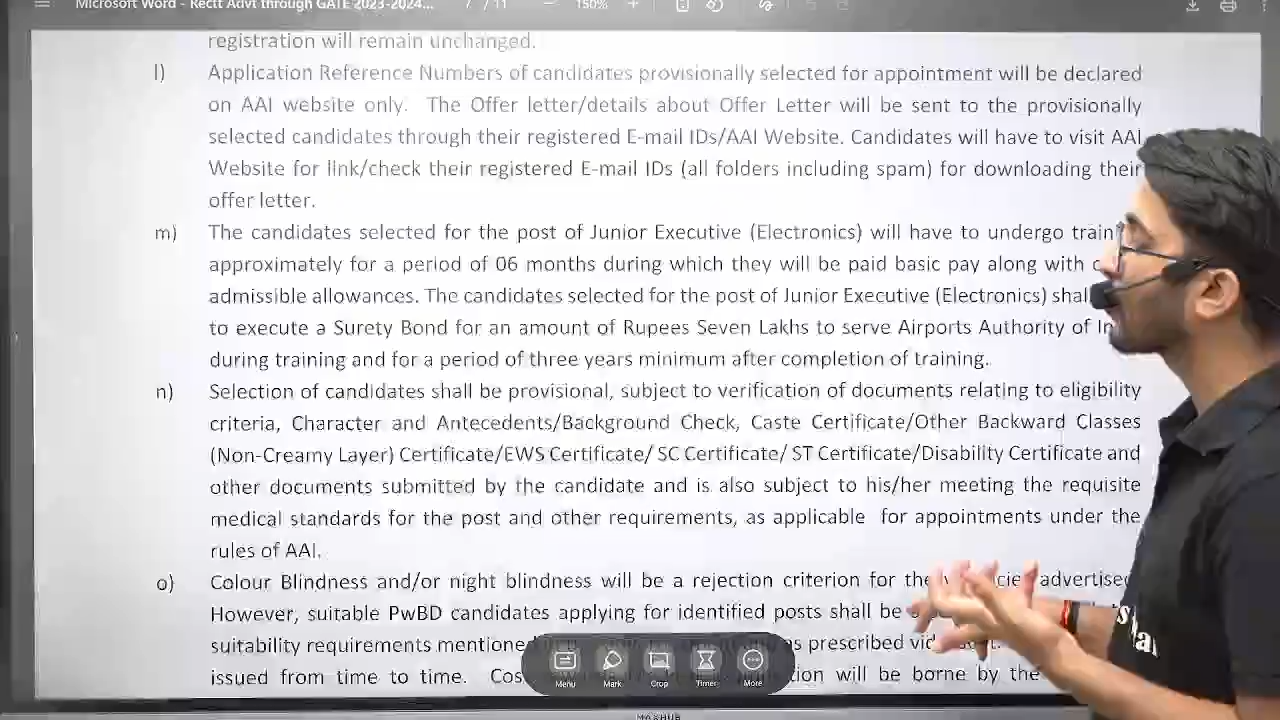 Microsoft Word - Rectt Advt through GATE 2023-2024... 7 / 11 150%
registration will remain unchanged.
l) Application Reference Numbers of candidates provisionally selected for appointment will be declared
on AAI website only. The Offer letter/details about Offer Letter will be sent to the provisionally
selected candidates through their registered E-mail IDs/AAI Website. Candidates will have to visit AAI
Website for link/check their registered E-mail IDs (all folders including spam) for downloading their
offer letter.
m) The candidates selected for the post of Junior Executive (Electronics) will have to undergo
approximately for a period of 06 months during which they will be paid basic pay along with
admissible allowances. The candidates selected for the post of Junior Executive (Electronics)
to execute a Surety Bond for an amount of Rupees Seven Lakhs to serve Airports Authority of
during training and for a period of three years minimum after completion of training.
n) Selection of candidates shall be provisional, subject to verification of documents relating to eligibility
criteria, Character and Antecedents/Background Check, Caste Certificate/Other Backward Classes
(Non-Creamy Layer) Certificate/EWS Certificate/ SC Certificate/ ST Certificate/Disability Certificate and
other documents submitted by the candidate and is also subject to his/her meeting the requisite
medical standards for the post and other requirements, as applicable for appointments under the
rules of AAI.
o) Colour Blindness and/or night blindness will be a rejection criterion for the advertised
However, suitable PwBD candidates applying for identified posts shall be
suitability requirements mentioned as prescribed
issued from time to time. will be borne by the
Menu Mark Crop Timer More
MAXHUB